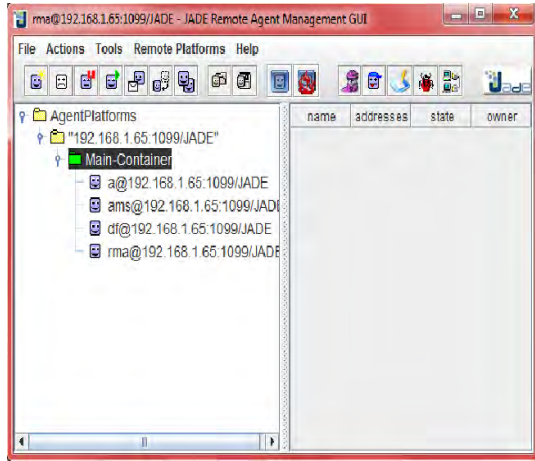 rma@192.168.1.65:1099/JADE - JADE Remote Agent Management GUI
File Actions Tools Remote Platforms Help
Jade
AgentPlatforms
"192.168.1.65:1099/JADE"
Main-Container
a@192.168.1.65:1099/JADE
ams@192.168.1.65:1099/JADE
df@192.168.1.65:1099/JADE
rma@192.168.1.65:1099/JADE
name addresses state owner